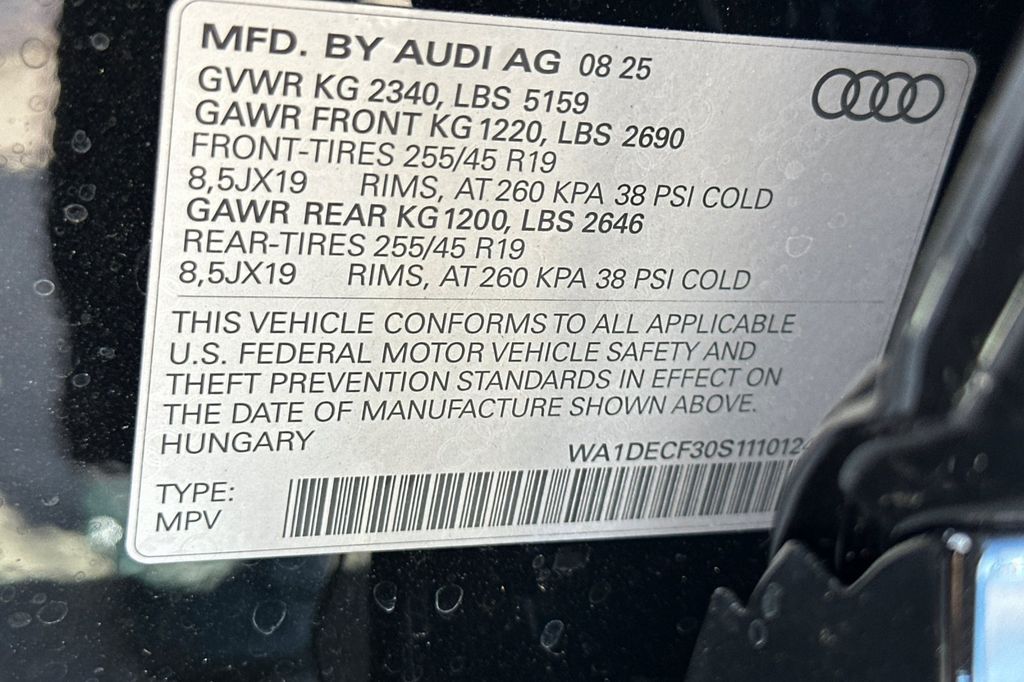 MFD. BY AUDI AG 08 25
GVWR KG 2340, LBS 5159
GAWR FRONT KG 1220, LBS 2690
FRONT-TIRES 255/45 R19
8,5JX19 RIMS, AT 260 KPA 38 PSI COLD
GAWR REAR KG 1200, LBS 2646
REAR-TIRES 255/45 R19
8,5JX19 RIMS, AT 260 KPA 38 PSI COLD
THIS VEHICLE CONFORMS TO ALL APPLICABLE
U.S. FEDERAL MOTOR VEHICLE SAFETY AND
THEFT PREVENTION STANDARDS IN EFFECT ON
THE DATE OF MANUFACTURE SHOWN ABOVE.
HUNGARY
WA1DECF30S1110124
TYPE:
MPV